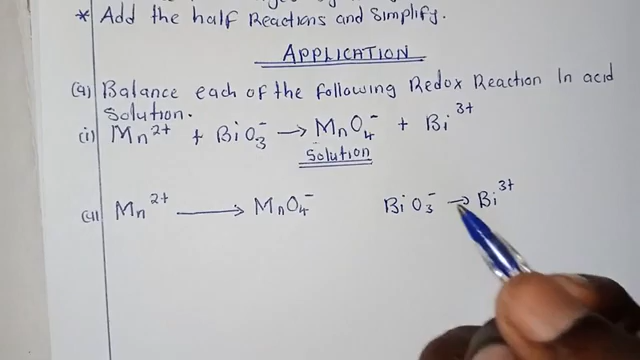 * Add the half Reactions and Simplify.
APPLICATION
(a) Balance each of the following Redox Reaction In acid
Solution.
(i) Mn²⁺ + BiO₃⁻ → MnO₄⁻ + Bi³⁺
Solution
Mn²⁺ → MnO₄⁻ BiO₃⁻ → Bi³⁺